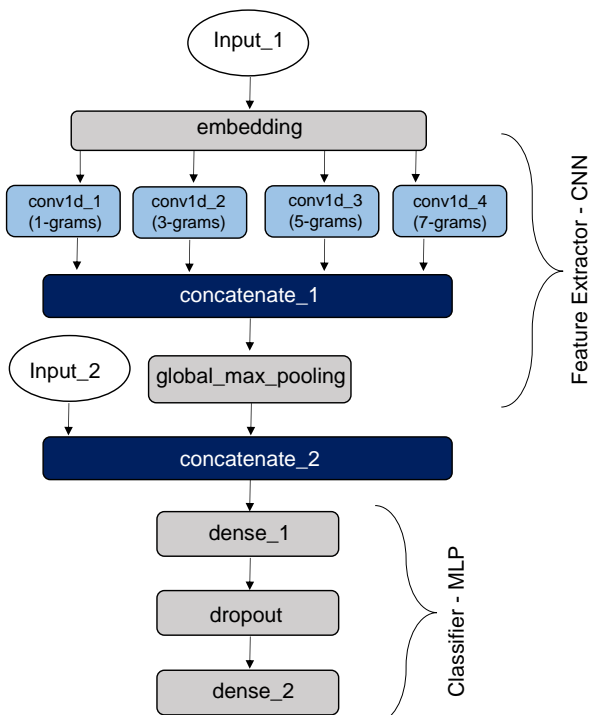 Input_1
embedding
conv1d_1
(1-grams)
conv1d_2
(3-grams)
conv1d_3
(5-grams)
conv1d_4
(7-grams)
concatenate_1
Input_2
global_max_pooling
concatenate_2
dense_1
dropout
dense_2
Feature Extractor - CNN
Classifier - MLP